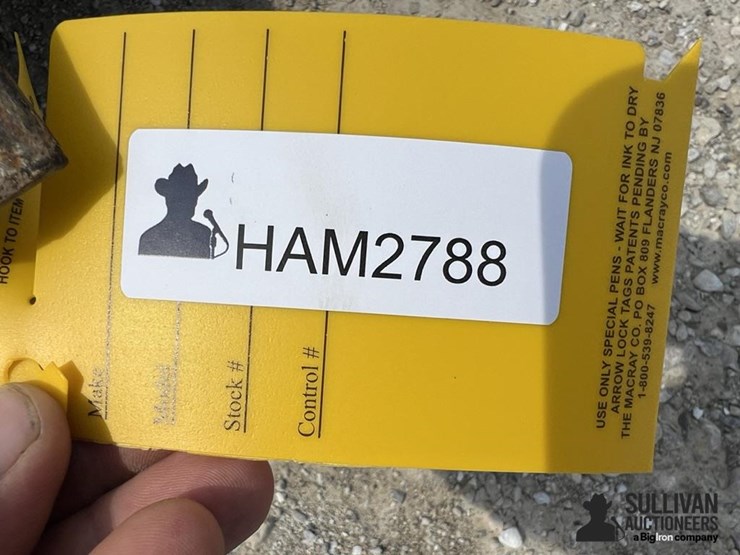 HOOK TO ITEM
Make
Model
Stock #
Control #
HAM2788
USE ONLY SPECIAL PENS - WAIT FOR INK TO DRY
ARROW LOCK TAGS PATENTS PENDING BY
THE MACRAY CO. PO BOX 809 FLANDERS NJ 07836
1-800-539-8247 www.macrayco.com
SULLIVAN
AUCTIONEERS
a BigIron company